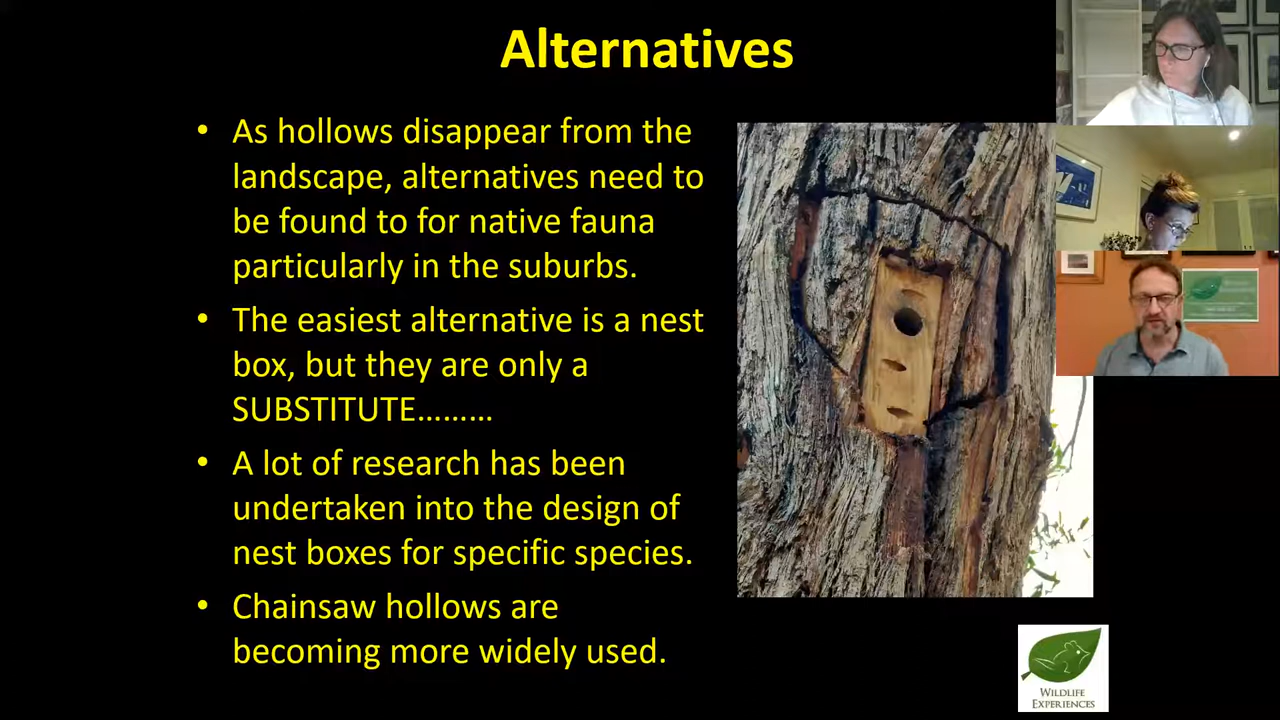 Alternatives
• As hollows disappear from the
landscape, alternatives need to
be found to for native fauna
particularly in the suburbs.
• The easiest alternative is a nest
box, but they are only a
SUBSTITUTE………
• A lot of research has been
undertaken into the design of
nest boxes for specific species.
• Chainsaw hollows are
becoming more widely used.
WILDLIFE
EXPERIENCES